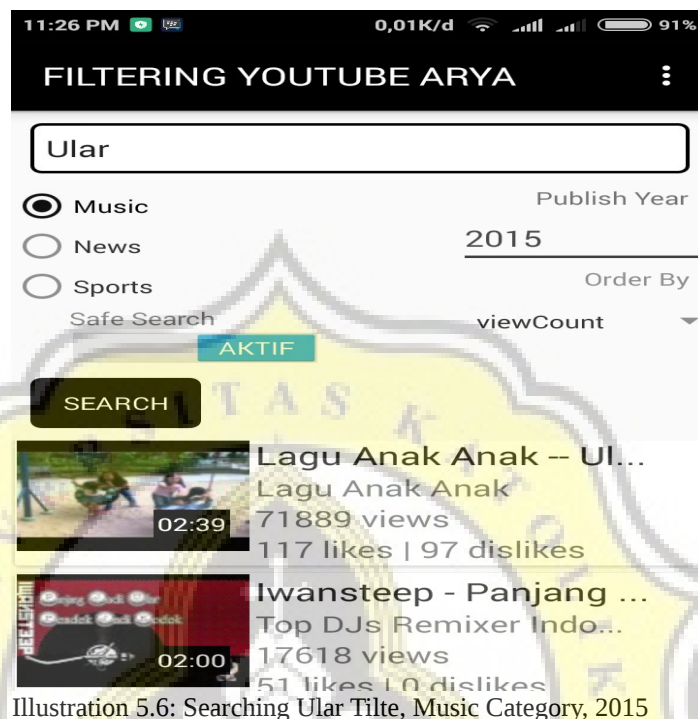 11:26 PM 0,01K/d 91%
FILTERING YOUTUBE ARYA
Ular
Music
Publish Year
News
2015
Sports
Order By
Safe Search
viewCount
AKTIF
SEARCH
Lagu Anak Anak -- Ul...
Lagu Anak Anak
02:39
71889 views
117 likes | 97 dislikes
Iwansteep - Panjang ...
Top DJs Remixer Indo...
02:00
17618 views
51 likes | 0 dislikes
Illustration 5.6: Searching Ular Tilte, Music Category, 2015